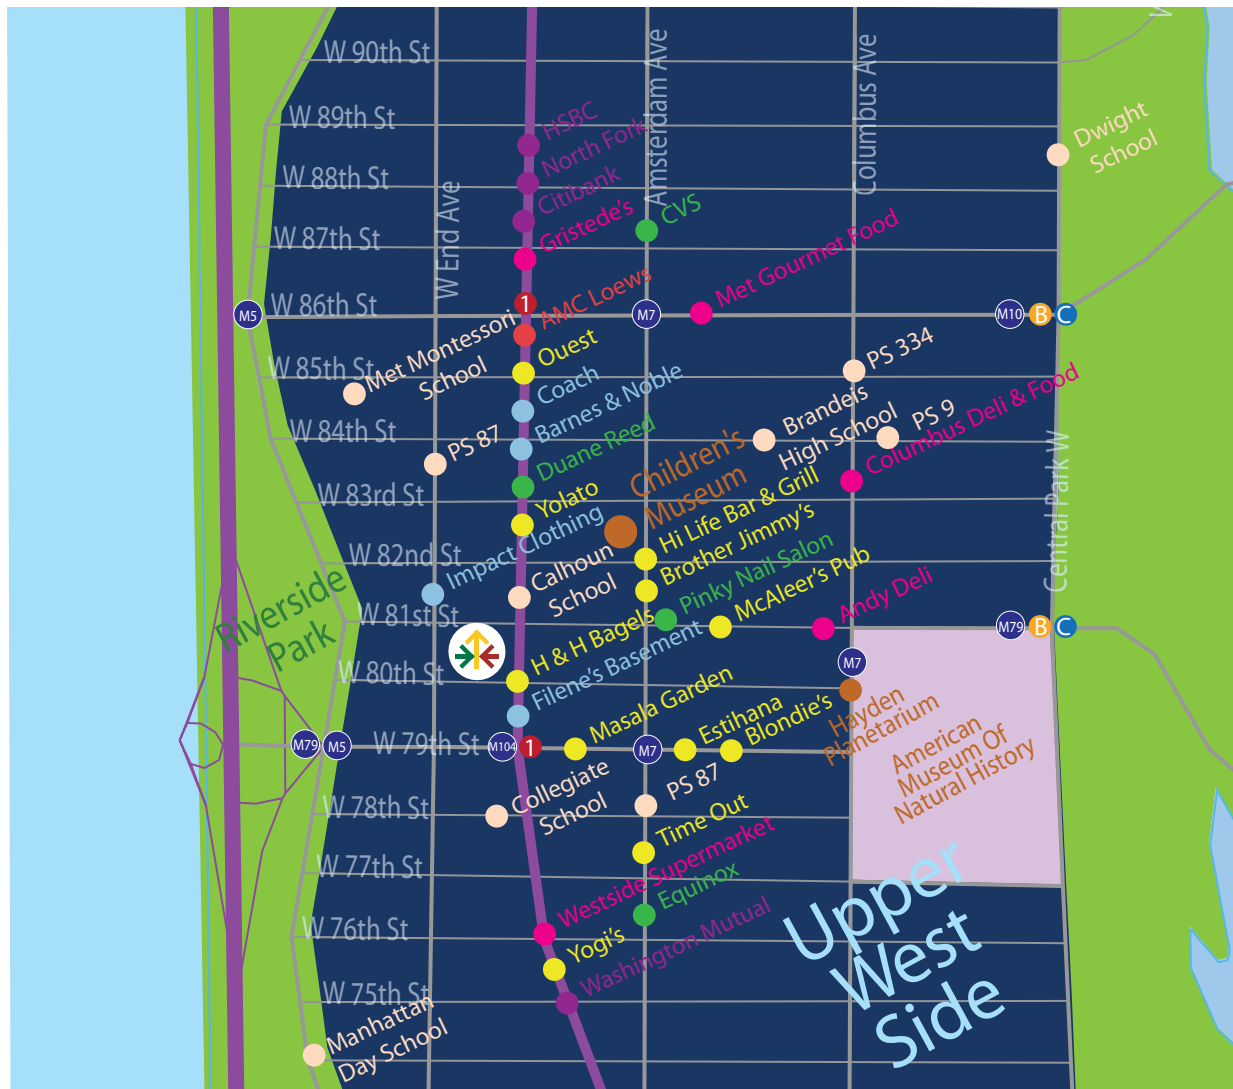 W 90th St
Amsterdam Ave
Columbus Ave
W 89th St
HSBC
North Fork
Dwight
School
W 88th St
Citibank
W End Ave
Gristede's
CVS
W 87th St
Met Gourmet Food
M5
W 86th St
1
AMC Loews
M7
M10
B
C
Met Montessori
School
Ouest
PS 334
W 85th St
Coach
Barnes & Noble
Brandeis
High School
PS 9
Columbus Deli & Food
W 84th St
PS 87
Duane Reed
Children's
Museum
Central Park W
W 83rd St
Yolato
Hi Life Bar & Grill
Impact Clothing
Brother Jimmy's
W 82nd St
Calhoun
School
Pinky Nail Salon
McAleer's Pub
Andy Deli
Riverside
Park
W 81st St
M79
B
C
H & H Bagels
Filene's Basement
M7
W 80th St
Masala Garden
Estihana
Blondie's
Hayden
Planetarium
American
Museum Of
Natural History
M79
M5
W 79th St
M104
1
M7
Collegiate
School
PS 87
W 78th St
Time Out
Westside Supermarket
W 77th St
Equinox
Upper
West
Side
W 76th St
Yogi's
Washington Mutual
W 75th St
Manhattan
Day School